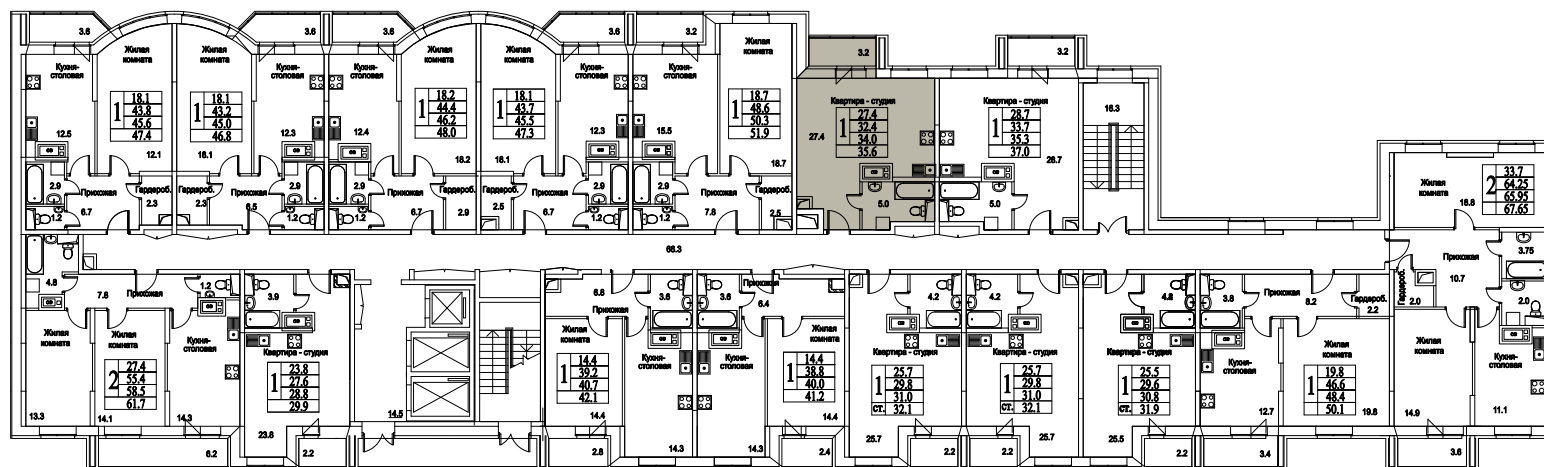 3.6
3.6
3.6
3.6
3.2
Жилая
комната
3.2
3.2
Жилая
комната
Жилая
комната
Жилая
комната
Жилая
комната
Кухня-
столовая
Кухня-
столовая
Кухня-
столовая
Кухня-
столовая
Кухня-
столовая
1
18.1
43.8
45.6
47.4
1
18.1
43.2
45.0
46.8
1
18.2
44.4
46.2
48.0
1
18.1
43.7
45.5
47.3
1
18.7
48.6
50.3
51.9
Квартира - студия
1
27.4
32.4
34.0
35.6
27.4
Квартира - студия
1
28.7
33.7
35.3
37.0
16.3
12.5
12.1
18.1
12.3
12.4
18.2
18.1
12.3
15.5
18.7
28.7
2.9
Прихожая
Гардероб.
2.3
1.2
6.7
Гардероб.
2.3
Прихожая
6.5
2.9
1.2
2.9
1.2
Прихожая
6.7
Гардероб.
2.9
Гардероб.
2.5
Прихожая
6.7
2.9
1.2
2.9
1.2
Прихожая
7.8
Гардероб.
2.5
5.0
5.0
Жилая
комната
16.8
2
33.7
64.25
65.95
67.65
66.3
4.8
7.8
Прихожая
1.2
3.9
6.8
Прихожая
3.6
3.6
Прихожая
6.4
4.2
4.2
4.8
3.8
Прихожая
8.2
Гардероб.
2.2
Гардероб.
2.0
Прихожая
10.7
3.75
2.0
Жилая
комната
Жилая
комната
Кухня-
столовая
2
27.4
55.4
58.5
61.7
13.3
14.1
14.3
6.2
Квартира - студия
1
23.8
27.6
28.8
29.9
23.8
2.2
14.5
Жилая
комната
1
14.4
39.2
40.7
42.1
14.4
Кухня-
столовая
14.3
2.8
Кухня-
столовая
14.3
Жилая
комната
1
14.4
38.8
40.0
41.2
14.4
2.4
Квартира - студия
1
ст.
25.7
29.8
31.0
32.1
25.7
2.2
Квартира - студия
1
ст.
25.7
29.8
31.0
32.1
25.7
2.2
Квартира - студия
1
ст.
25.5
29.6
30.8
31.9
25.5
2.2
Кухня-
столовая
12.7
Жилая
комната
1
19.8
46.6
48.4
50.1
19.8
3.4
Жилая
комната
14.9
3.6
Кухня-
столовая
11.1